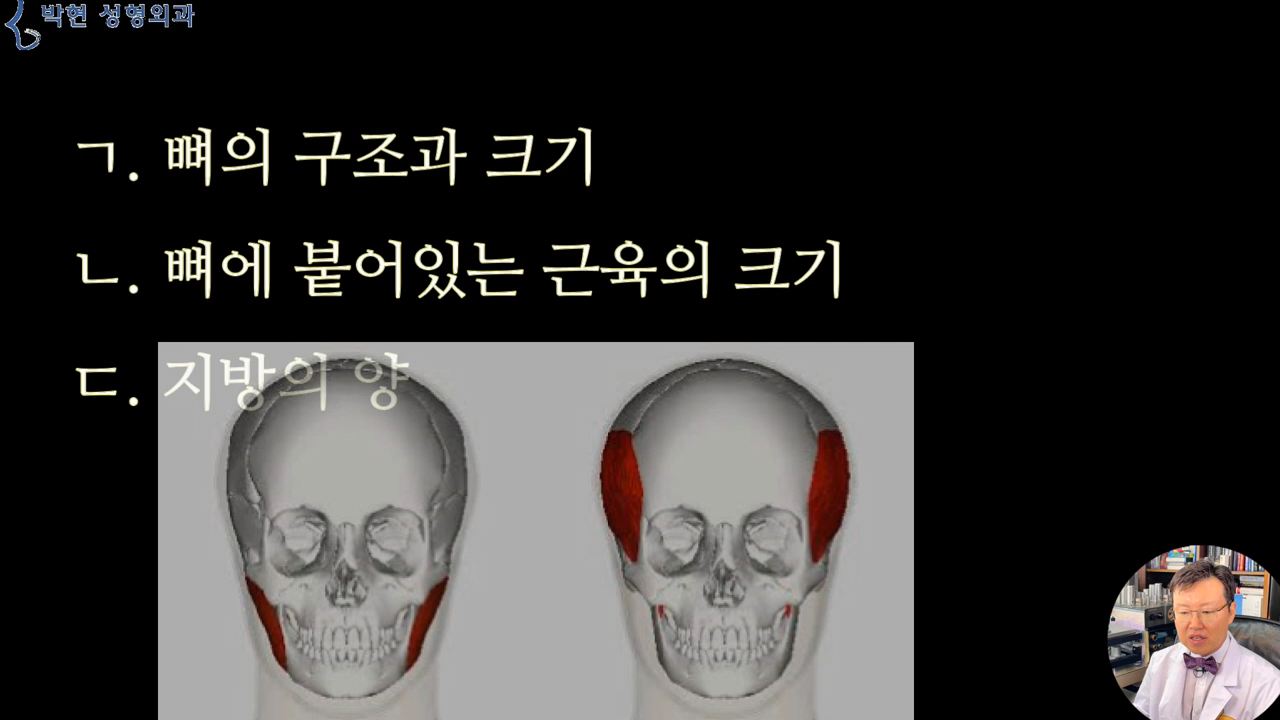 박현 성형외과
ㄱ. 뼈의 구조과 크기
ㄴ. 뼈에 붙어있는 근육의 크기
ㄷ. 지방의 양